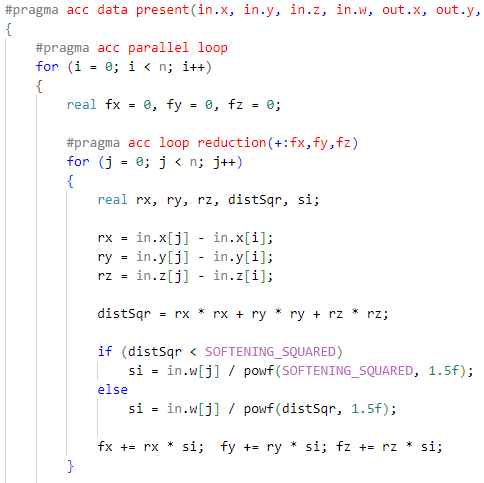 #pragma acc data present(in.x, in.y, in.z, in.w, out.x, out.y,
{
#pragma acc parallel loop
for (i = 0; i < n; i++)
{
real fx = 0, fy = 0, fz = 0;
#pragma acc loop reduction(+:fx,fy,fz)
for (j = 0; j < n; j++)
{
real rx, ry, rz, distSqr, si;
rx = in.x[j] - in.x[i];
ry = in.y[j] - in.y[i];
rz = in.z[j] - in.z[i];
distSqr = rx * rx + ry * ry + rz * rz;
if (distSqr < SOFTENING_SQUARED)
si = in.w[j] / powf(SOFTENING_SQUARED, 1.5f);
else
si = in.w[j] / powf(distSqr, 1.5f);
fx += rx * si;  fy += ry * si; fz += rz * si;
}